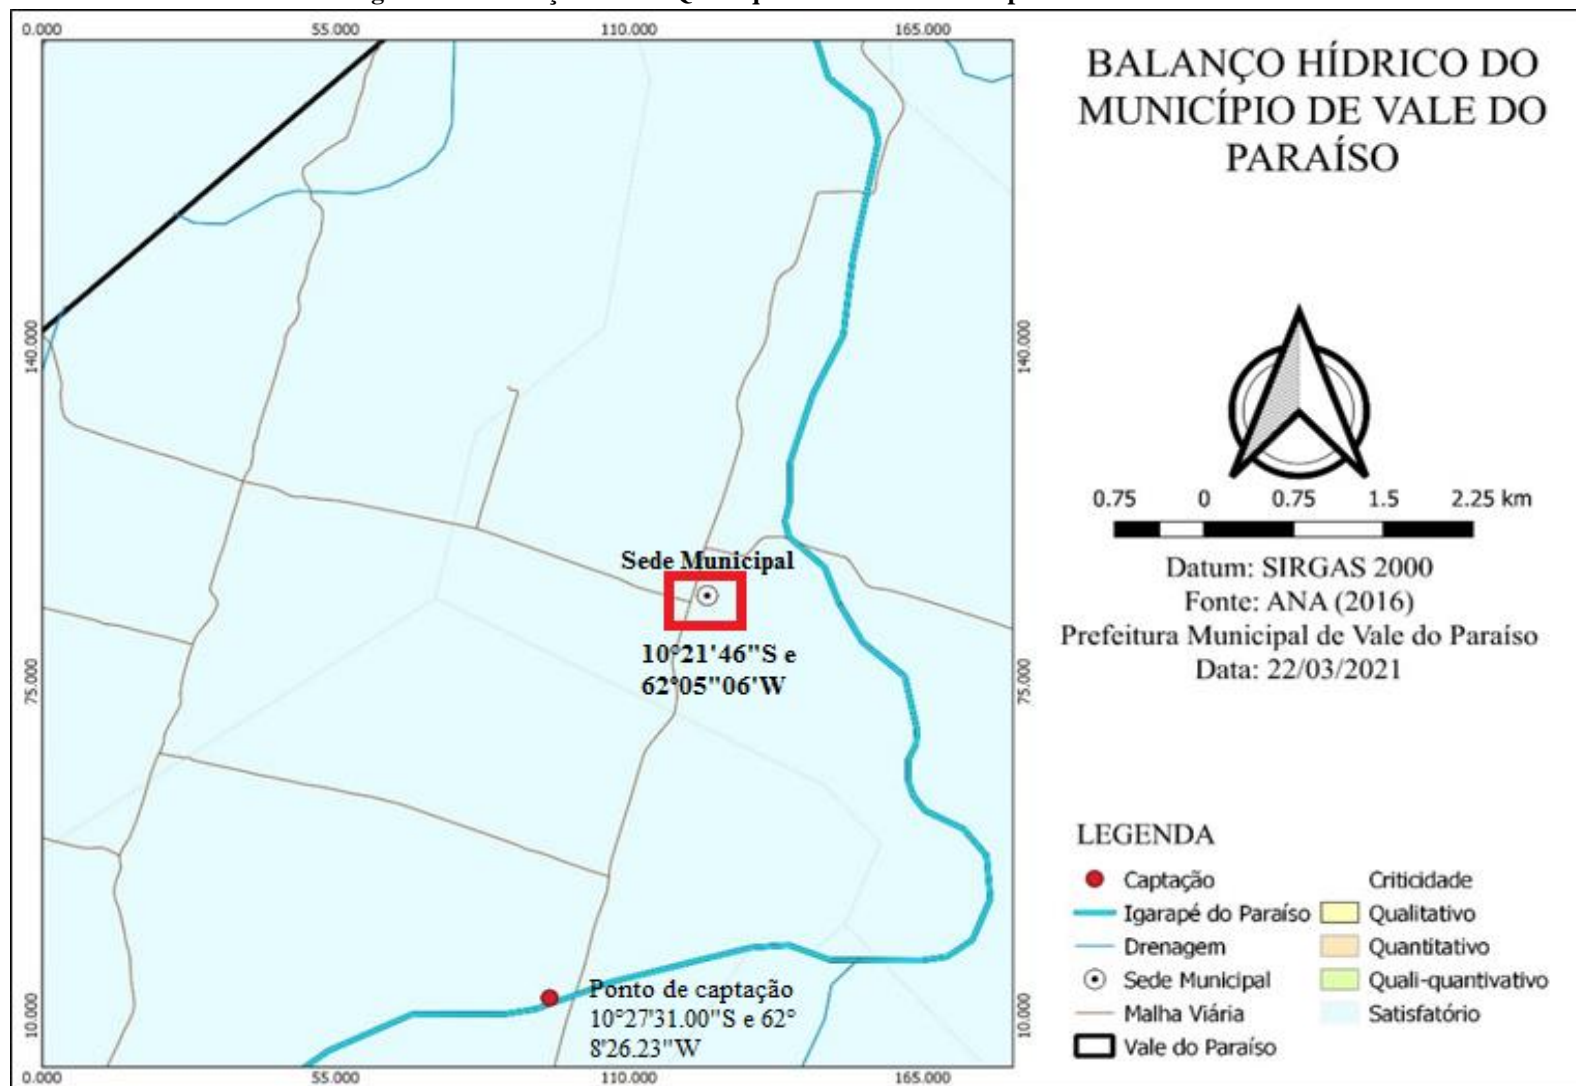 0.000 55.000 110.000 165.000
140.000
140.000
75.000
75.000
10.000
10.000
0.000 55.000 110.000 165.000
Sede Municipal
10°21'46"S e
62°05"06'W
Ponto de captação
10°27'31.00"S e 62°
8'26.23"W
BALANÇO HÍDRICO DO
MUNICÍPIO DE VALE DO
PARAÍSO
0.75 0 0.75 1.5 2.25 km
Datum: SIRGAS 2000
Fonte: ANA (2016)
Prefeitura Municipal de Vale do Paraíso
Data: 22/03/2021
LEGENDA
Captação
Igarapé do Paraíso
Drenagem
Sede Municipal
Malha Viária
Vale do Paraíso
Criticidade
Qualitativo
Quantitativo
Quali-quantivativo
Satisfatório